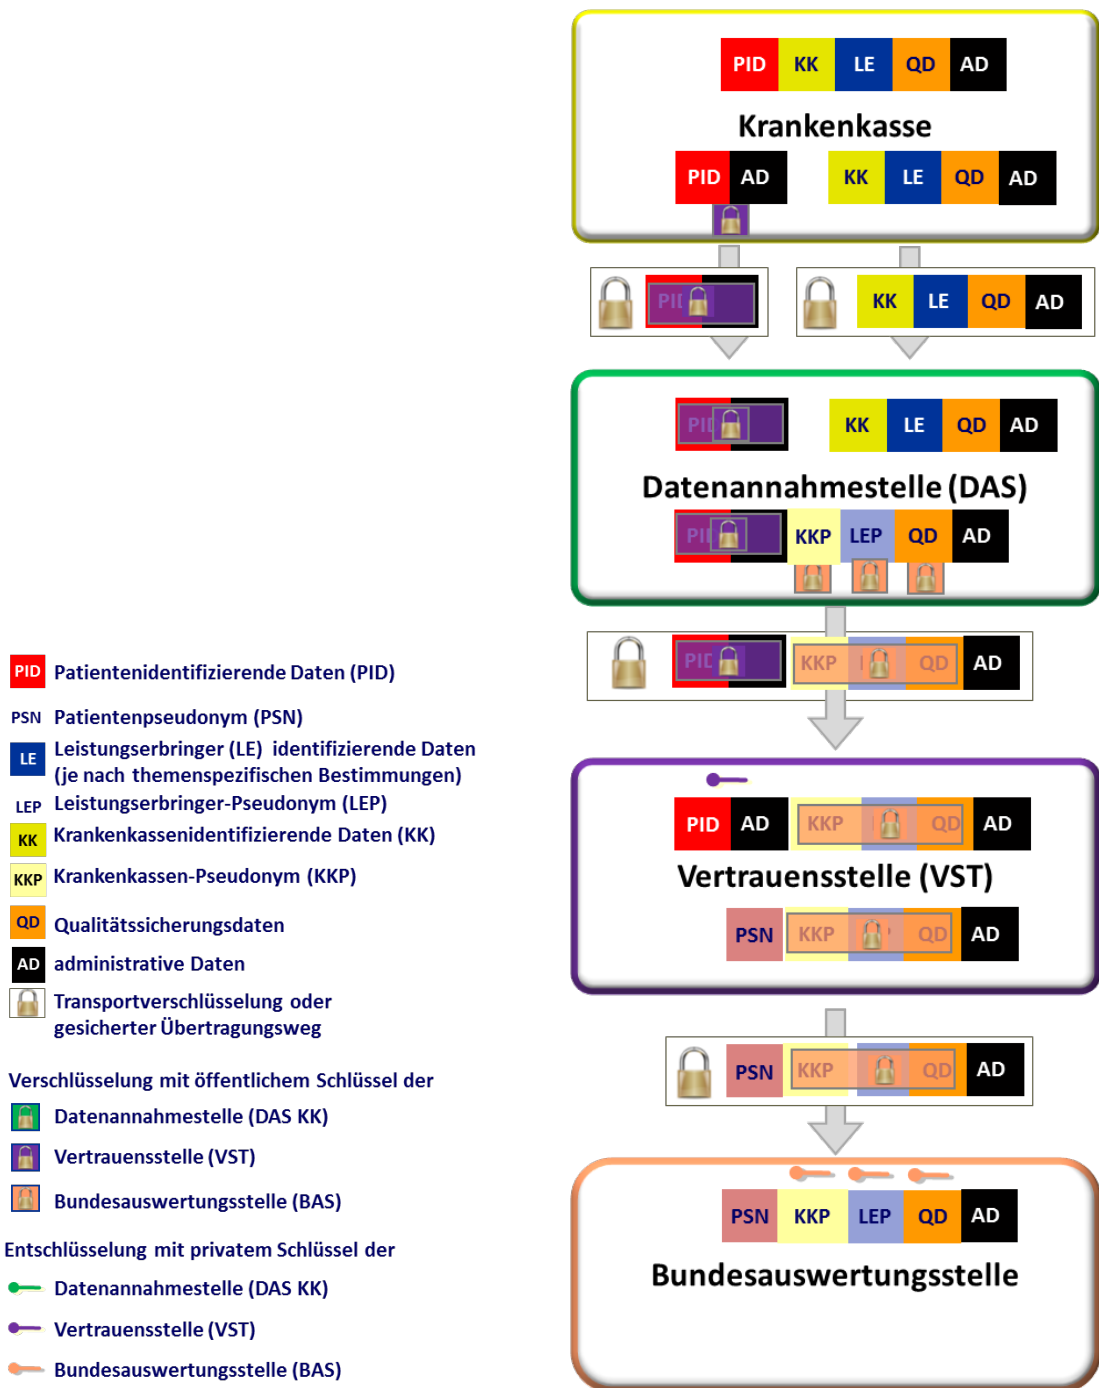 PID KK LE QD AD
Krankenkasse
PID AD KK LE QD AD
PID KK LE QD AD
PID KK LE QD AD
Datenannahmestelle (DAS)
PID KKP LEP QD AD
PID KKP QD AD
PID AD KKP QD AD
Vertrauensstelle (VST)
PSN KKP QD AD
PSN KKP QD AD
PSN KKP LEP QD AD
Bundesauswertungsstelle
PID Patientenidentifizierende Daten (PID)
PSN Patientenpseudonym (PSN)
LE Leistungserbringer (LE) identifizierende Daten
(je nach themenspezifischen Bestimmungen)
LEP Leistungserbringer-Pseudonym (LEP)
KK Krankenkassenidentifizierende Daten (KK)
KKP Krankenkassen-Pseudonym (KKP)
QD Qualitätssicherungsdaten
AD administrative Daten
Transportverschlüsselung oder
gesicherter Übertragungsweg
Verschlüsselung mit öffentlichem Schlüssel der
Datenannahmestelle (DAS KK)
Vertrauensstelle (VST)
Bundesauswertungsstelle (BAS)
Entschlüsselung mit privatem Schlüssel der
Datenannahmestelle (DAS KK)
Vertrauensstelle (VST)
Bundesauswertungsstelle (BAS)